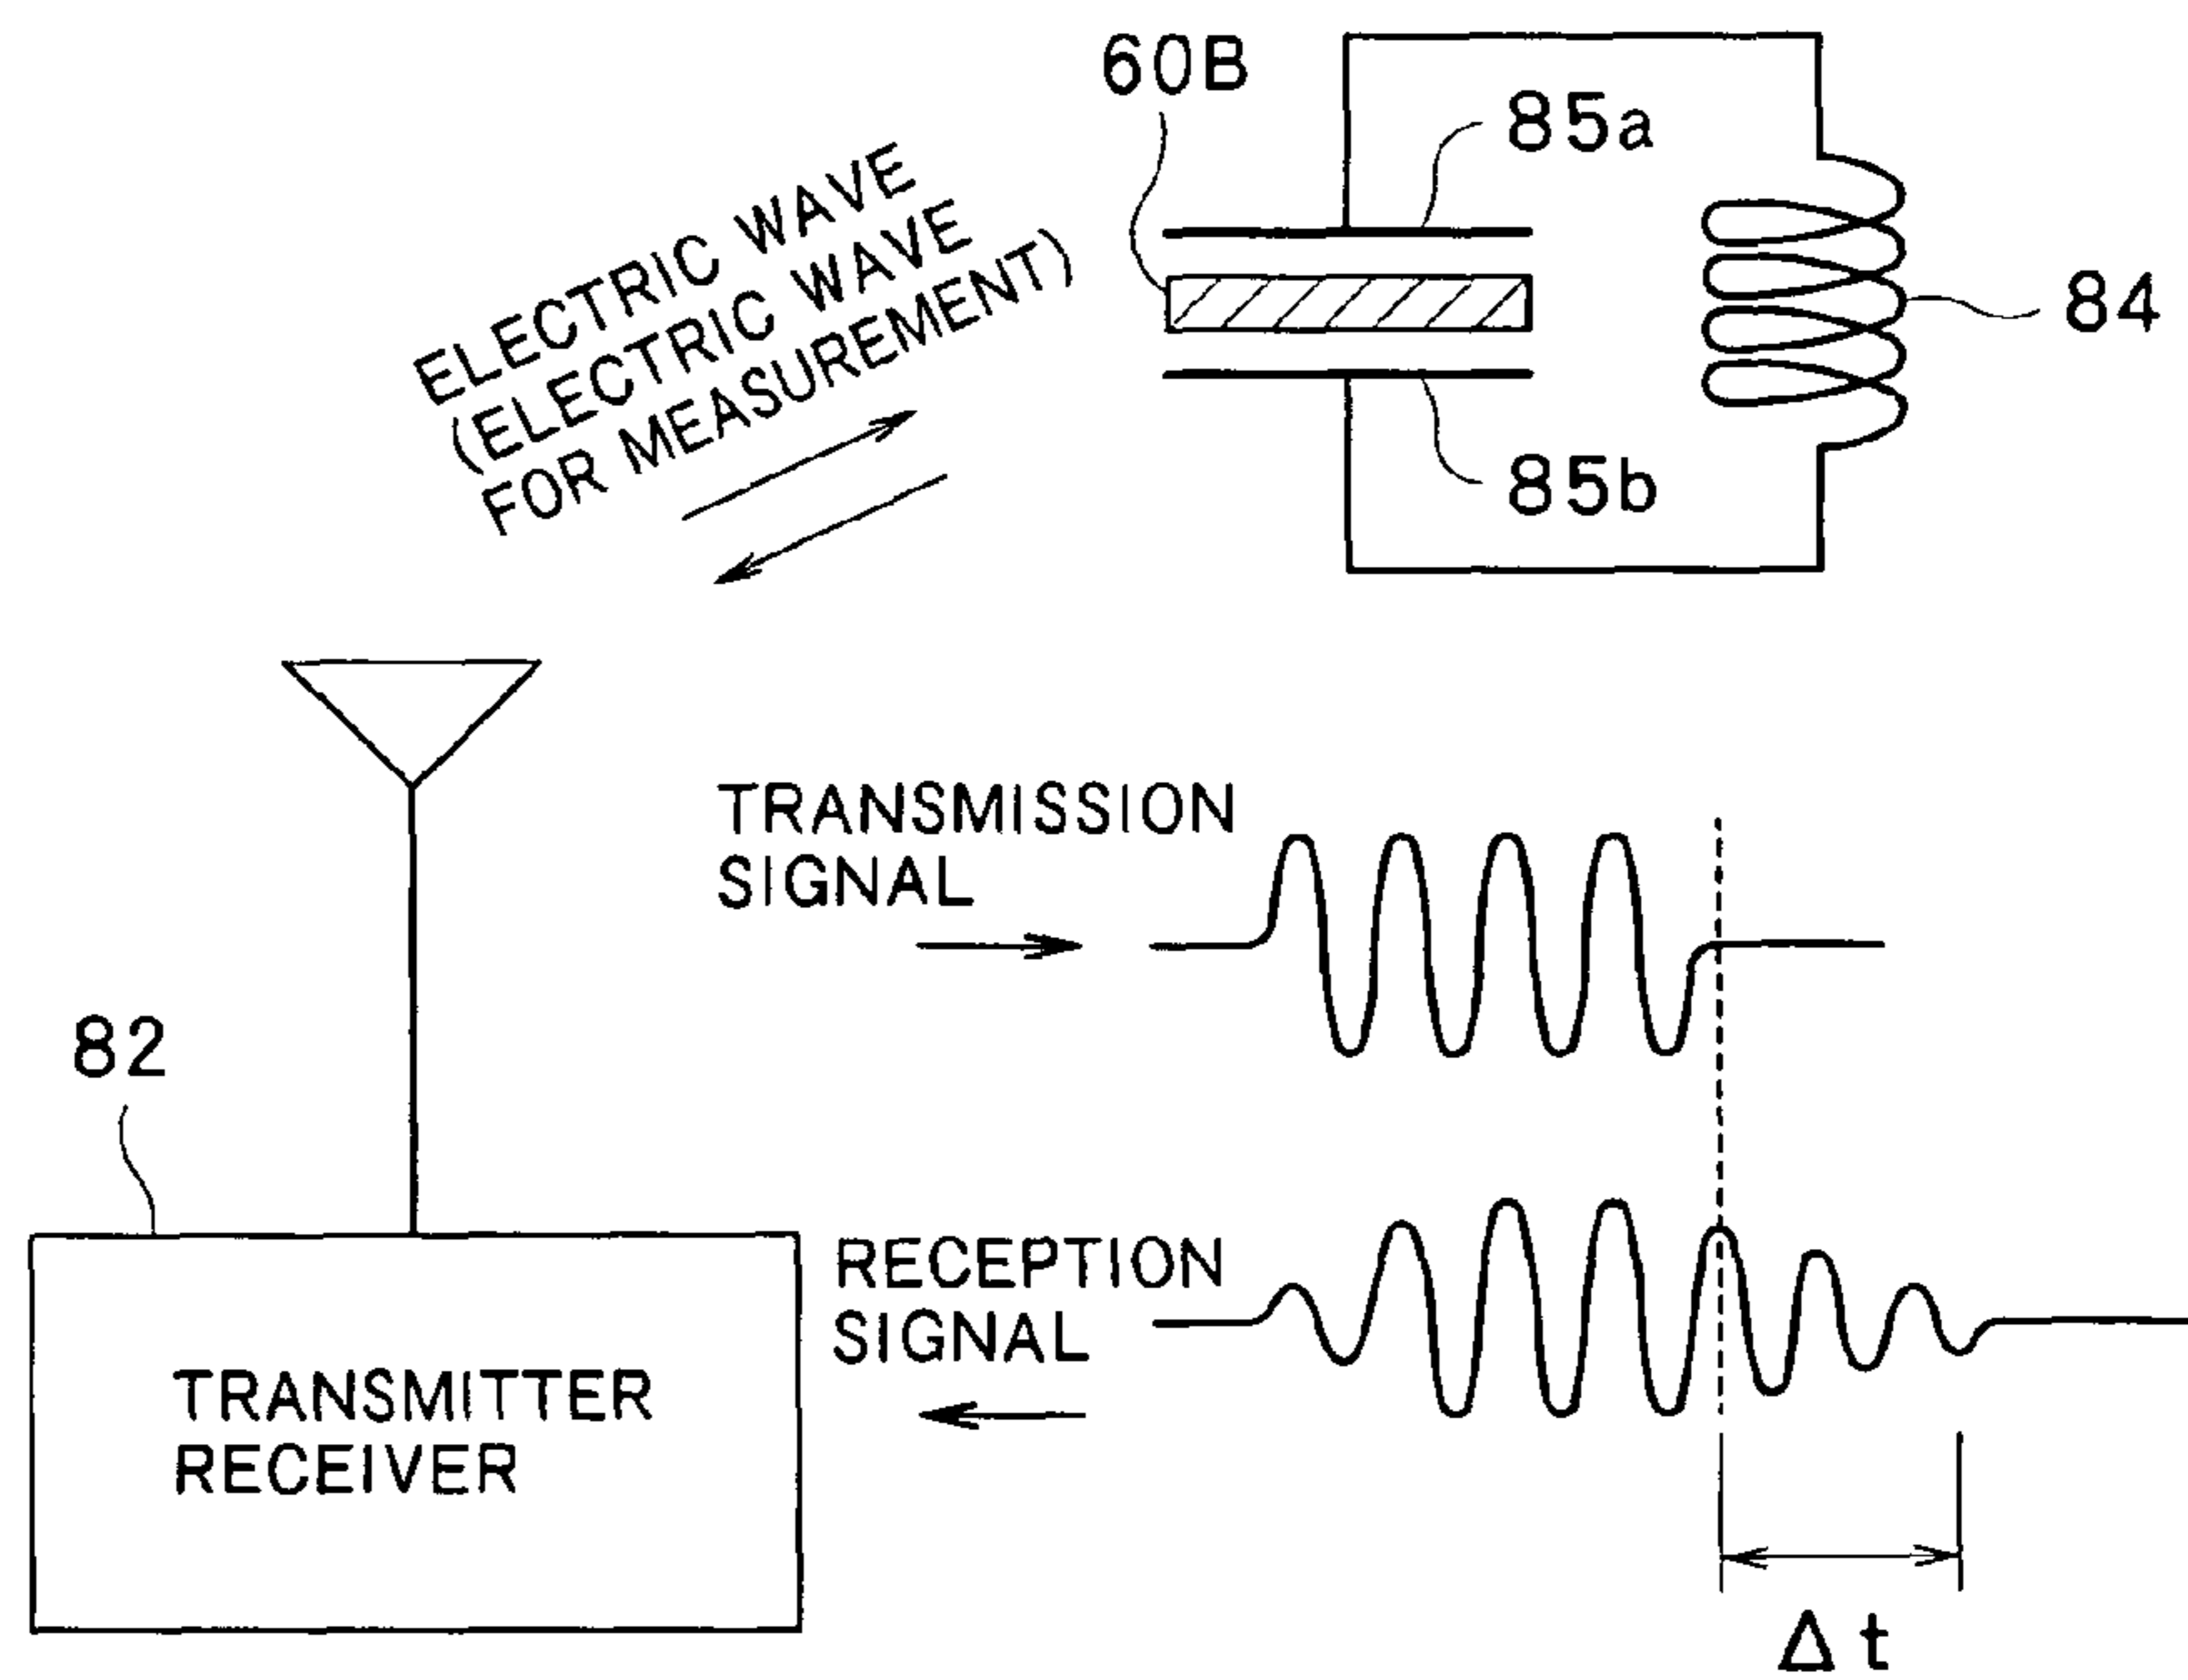 60B
85a
ELECTRIC WAVE
(ELECTRIC WAVE
FOR MEASUREMENT)
84
85b
TRANSMISSION
SIGNAL
82
RECEPTION
SIGNAL
TRANSMITTER
RECEIVER
Δt